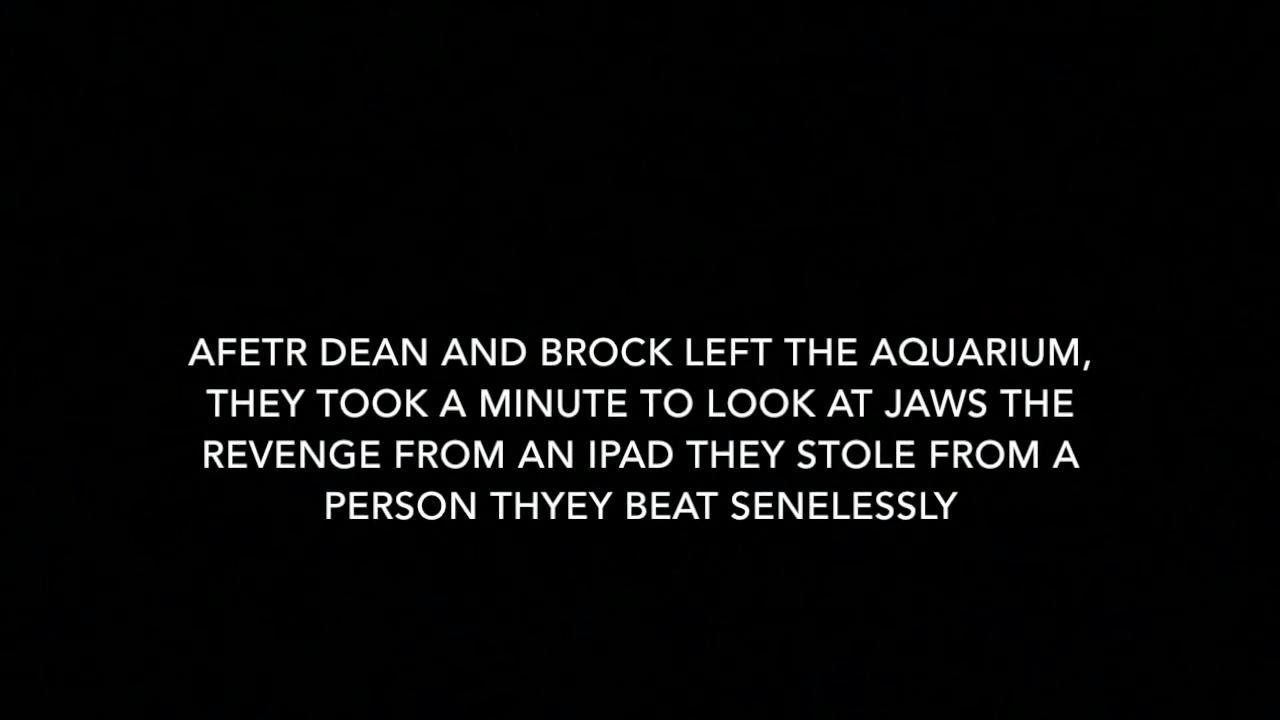 AFETR DEAN AND BROCK LEFT THE AQUARIUM,
THEY TOOK A MINUTE TO LOOK AT JAWS THE
REVENGE FROM AN IPAD THEY STOLE FROM A
PERSON THYEY BEAT SENELESSLY